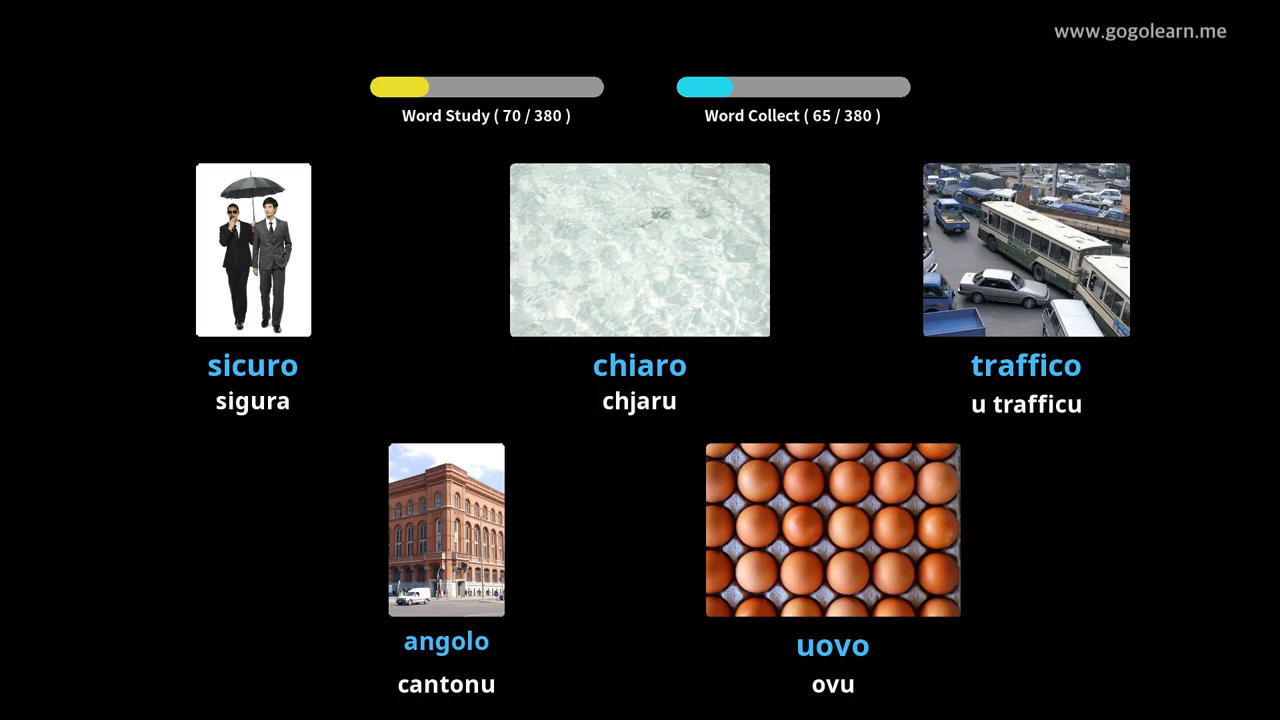 www.gogolearn.me
Word Study ( 70 / 380 )
Word Collect ( 65 / 380 )
sicuro
sigura
chiaro
chjaru
traffico
u trafficu
angolo
cantonu
uovo
ovu